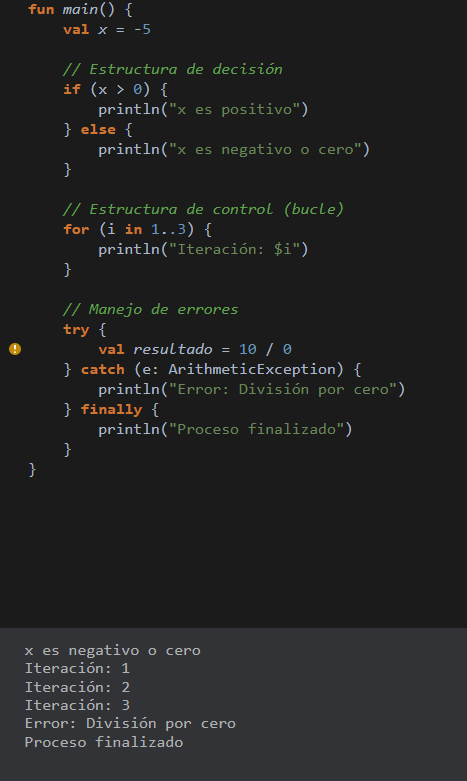 fun main() {
    val x = -5

    // Estructura de decisión
    if (x > 0) {
        println("x es positivo")
    } else {
        println("x es negativo o cero")
    }

    // Estructura de control (bucle)
    for (i in 1..3) {
        println("Iteración: $i")
    }

    // Manejo de errores
    try {
        val resultado = 10 / 0
    } catch (e: ArithmeticException) {
        println("Error: División por cero")
    } finally {
        println("Proceso finalizado")
    }
}
x es negativo o cero
Iteración: 1
Iteración: 2
Iteración: 3
Error: División por cero
Proceso finalizado